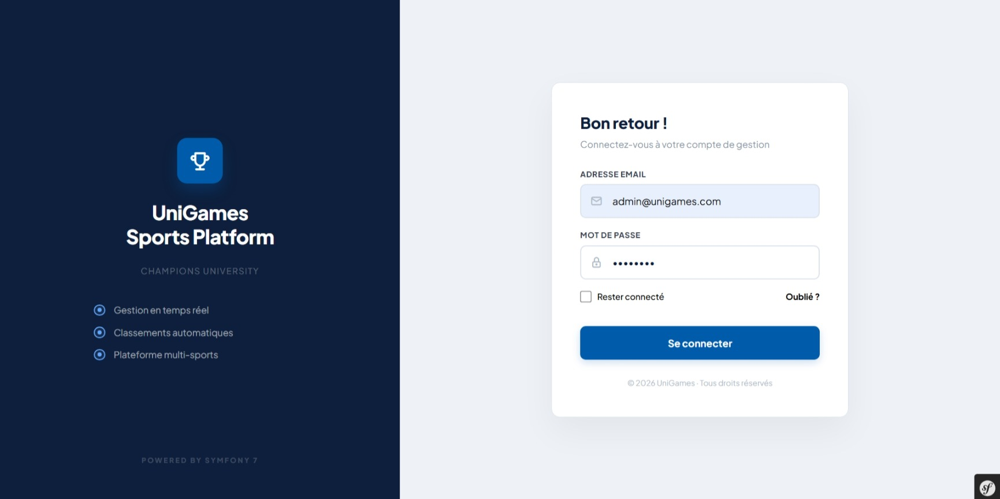 UniGames
Sports Platform
CHAMPIONS UNIVERSITY
Gestion en temps réel
Classements automatiques
Plateforme multi-sports
POWERED BY SYMFONY 7
Bon retour !
Connectez-vous à votre compte de gestion
ADRESSE EMAIL
admin@unigames.com
MOT DE PASSE
••••••••
Rester connecté
Oublié ?
Se connecter
© 2026 UniGames · Tous droits réservés
sf